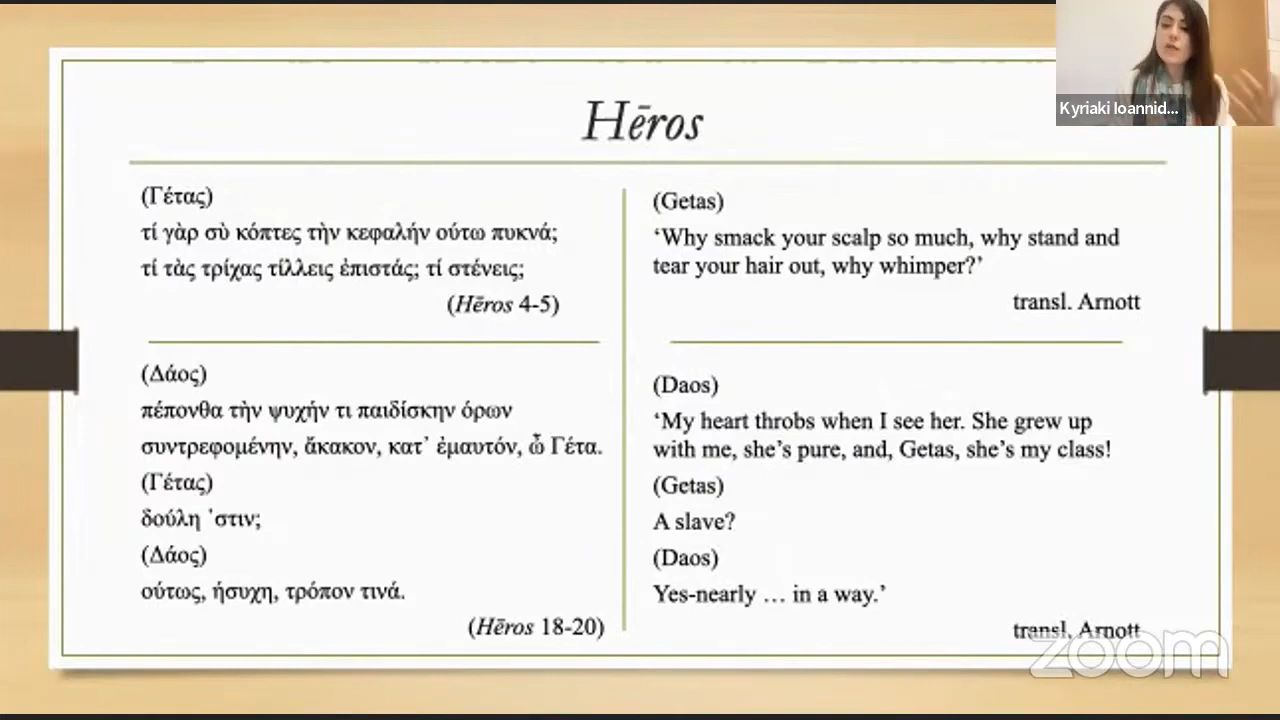 Hēros
(Γέτας)
τί γὰρ σὺ κόπτες τὴν κεφαλήν ούτω πυκνά;
τί τὰς τρίχας τίλλεις ἐπιστάς; τί στένεις;
(Hēros 4-5)
(Δάος)
πέπονθα τὴν ψυχήν τι παιδίσκην όρων
συντρεφομένην, ἄκακον, κατ’ ἐμαυτόν, ὦ Γέτα.
(Γέτας)
δούλη ᾽στιν;
(Δάος)
ούτως, ήσυχη, τρόπον τινά.
(Hēros 18-20)
(Getas)
‘Why smack your scalp so much, why stand and
tear your hair out, why whimper?’
transl. Arnott
(Daos)
‘My heart throbs when I see her. She grew up
with me, she’s pure, and, Getas, she’s my class!
(Getas)
A slave?
(Daos)
Yes-nearly … in a way.’
transl. Arnott
Kyriaki Ioannid...
zoom